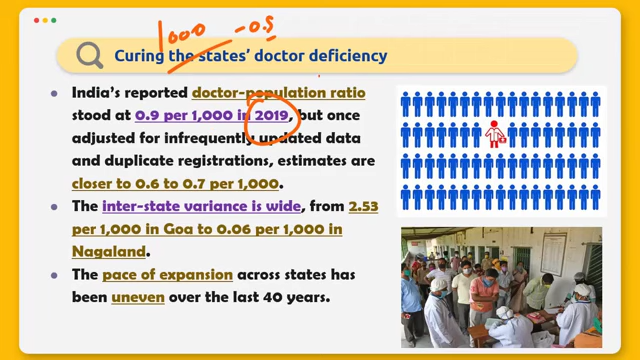 1000 - 0.5
Curing the states' doctor deficiency
India's reported doctor-population ratio
stood at 0.9 per 1,000 in 2019, but once
adjusted for infrequently updated data
and duplicate registrations, estimates are
closer to 0.6 to 0.7 per 1,000.
The inter-state variance is wide, from 2.53
per 1,000 in Goa to 0.06 per 1,000 in
Nagaland.
The pace of expansion across states has
been uneven over the last 40 years.